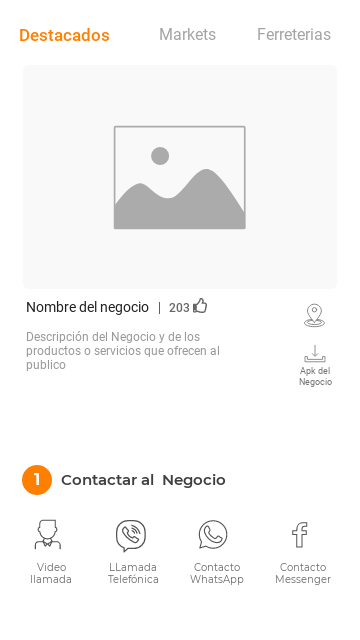 Destacados Markets Ferreterias
Nombre del negocio | 203
Descripción del Negocio y de los
productos o servicios que ofrecen al
publico
Apk del
Negocio
1 Contactar al Negocio
Video
llamada
LLamada
Telefónica
Contacto
WhatsApp
Contacto
Messenger